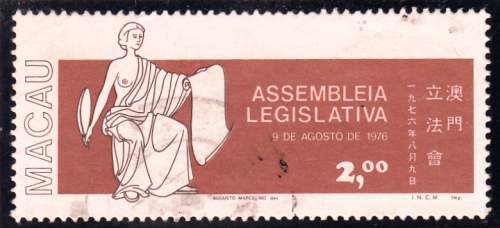 MACAU
ASSEMBLEIA
LEGISLATIVA
9 DE AGOSTO DE 1976
2,00
澳門
立法會
一九七六年八月九日
AUGUSTO MARCELINO des.
I.N.C.M. Imp.